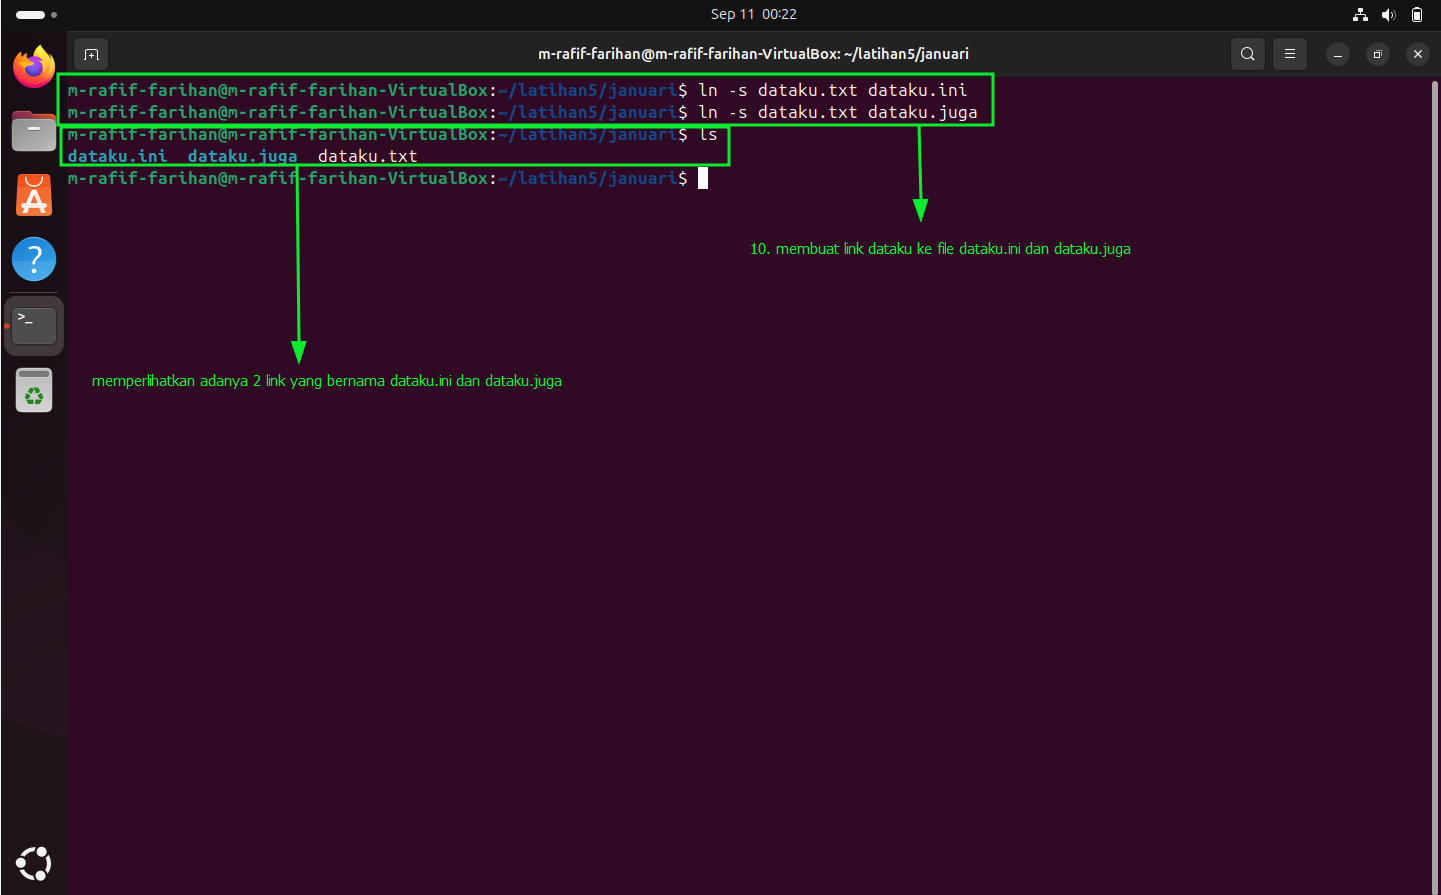 Sep 11 00:22
m-rafif-farihan@m-rafif-farihan-VirtualBox: ~/latihan5/januari
m-rafif-farihan@m-rafif-farihan-VirtualBox:~/latihan5/januari$ ln -s dataku.txt dataku.ini
m-rafif-farihan@m-rafif-farihan-VirtualBox:~/latihan5/januari$ ln -s dataku.txt dataku.juga
m-rafif-farihan@m-rafif-farihan-VirtualBox:~/latihan5/januari$ ls
dataku.ini dataku.juga dataku.txt
m-rafif-farihan@m-rafif-farihan-VirtualBox:~/latihan5/januari$
10. membuat link dataku ke file dataku.ini dan dataku.juga
memperlihatkan adanya 2 link yang bernama dataku.ini dan dataku.juga